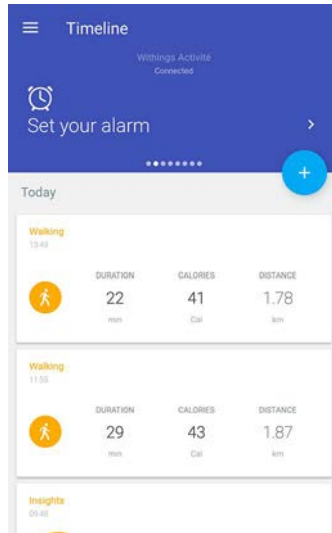 Timeline
Withings Activité
Connected
Set your alarm
Today
Walking
13:49
DURATION CALORIES DISTANCE
22 41 1.78
min Cal km
Walking
11:55
DURATION CALORIES DISTANCE
29 43 1.87
min Cal km
Insights
09:48